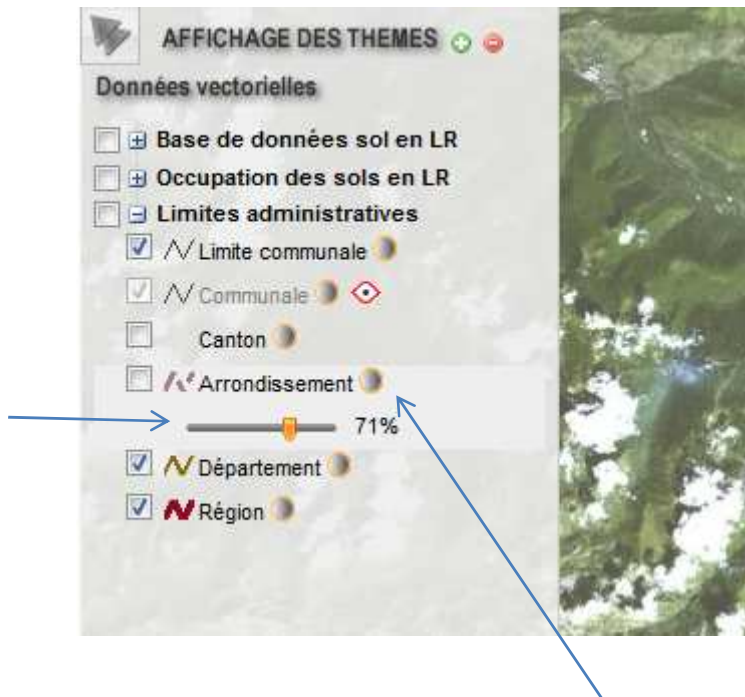 AFFICHAGE DES THEMES
Données vectorielles
Base de données sol en LR
Occupation des sols en LR
Limites administratives
Limite communale
Communale
Canton
Arrondissement
71%
Département
Région